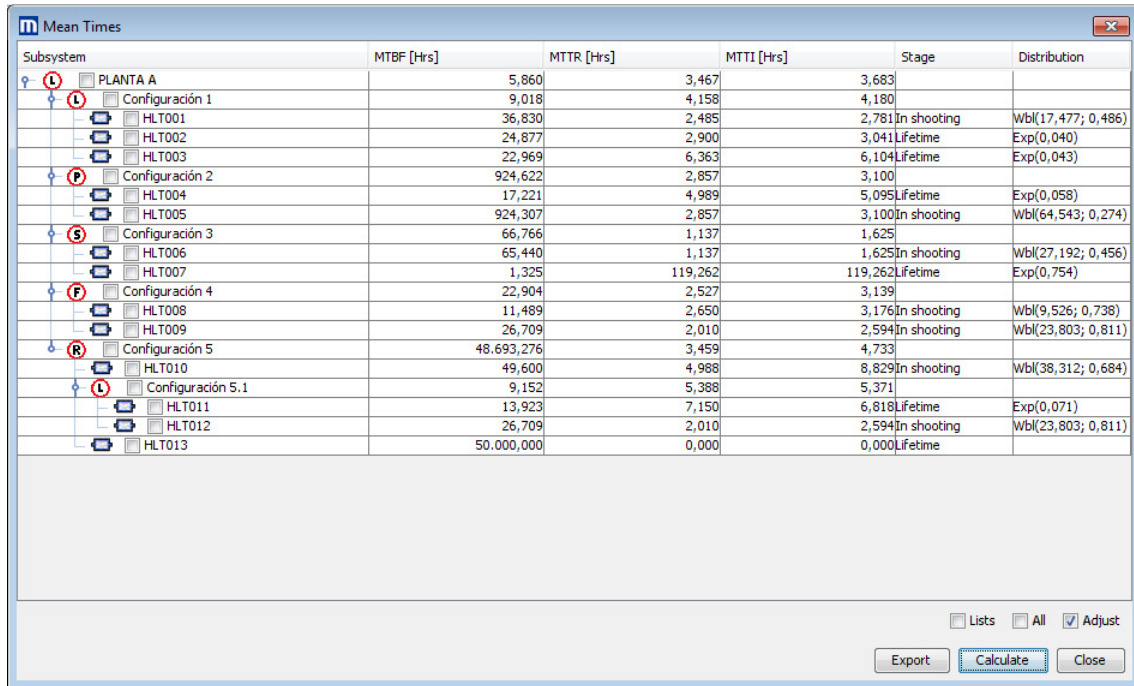 m Mean Times
Subsystem MTBF [Hrs] MTTR [Hrs] MTTI [Hrs] Stage Distribution
L PLANTA A 5,860 3,467 3,683
L Configuración 1 9,018 4,158 4,180
HLT001 36,830 2,485 2,781 In shooting Wbl(17,477; 0,486)
HLT002 24,877 2,900 3,041 Lifetime Exp(0,040)
HLT003 22,969 6,363 6,104 Lifetime Exp(0,043)
P Configuración 2 924,622 2,857 3,100
HLT004 17,221 4,989 5,095 Lifetime Exp(0,058)
HLT005 924,307 2,857 3,100 In shooting Wbl(64,543; 0,274)
S Configuración 3 66,766 1,137 1,625
HLT006 65,440 1,137 1,625 In shooting Wbl(27,192; 0,456)
HLT007 1,325 119,262 119,262 Lifetime Exp(0,754)
F Configuración 4 22,904 2,527 3,139
HLT008 11,489 2,650 3,176 In shooting Wbl(9,526; 0,738)
HLT009 26,709 2,010 2,594 In shooting Wbl(23,803; 0,811)
R Configuración 5 48.693,276 3,459 4,733
HLT010 49,600 4,988 8,829 In shooting Wbl(38,312; 0,684)
L Configuración 5.1 9,152 5,388 5,371
HLT011 13,923 7,150 6,818 Lifetime Exp(0,071)
HLT012 26,709 2,010 2,594 In shooting Wbl(23,803; 0,811)
HLT013 50.000,000 0,000 0,000 Lifetime
Lists All Adjust
Export Calculate Close